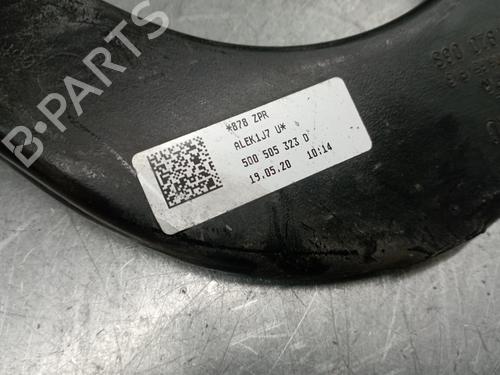 *878 ZPR
ALEK1J7 U*
5Q0 505 323 D
19.05.20 10:14
B-PARTS